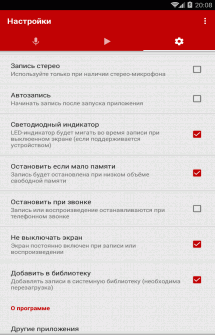 20:08
Настройки
Запись стерео
Используйте только при наличии стерео-микрофона
Автозапись
Начинать запись после запуска приложения
Светодиодный индикатор
LED-индикатор будет мигать во время записи при
выключенном экране (если поддерживается
устройством)
Остановить если мало памяти
Запись будет остановлена при низком объёме
свободной памяти
Остановить при звонке
Запись или воспроизведение останавливаются при
телефонном звонке
Не выключать экран
Экран постоянно включен при записи или
воспроизведении
Добавить в библиотеку
Добавлять записи в системную библиотеку (необходима
перезагрузка)
О программе
Другие приложения